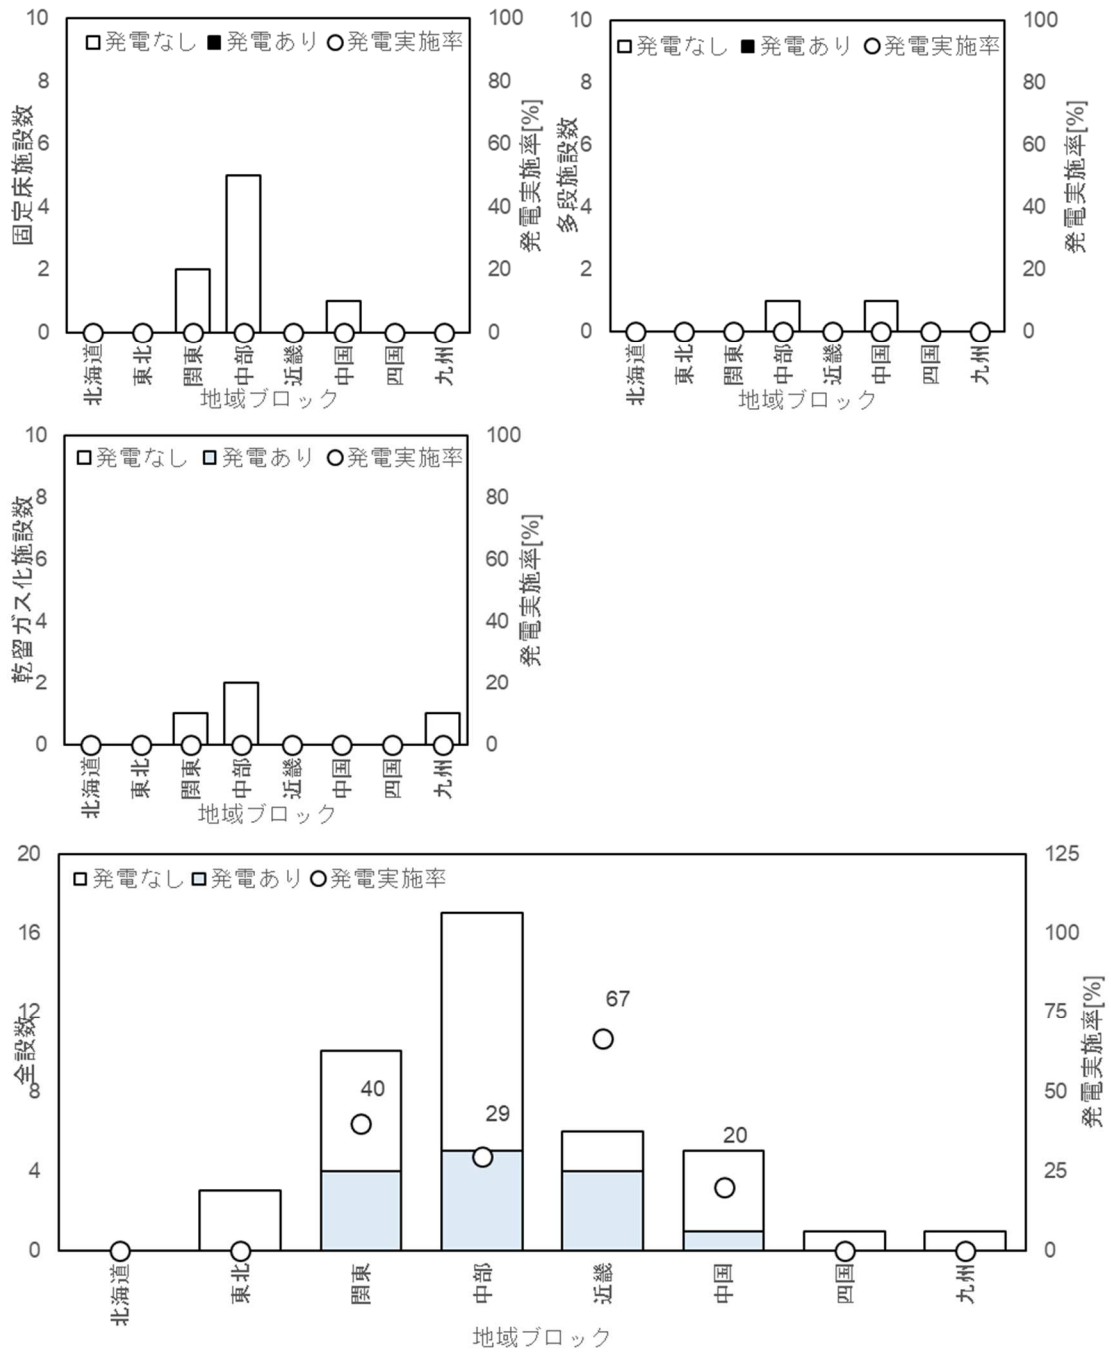 固定床施設数
10
8
6
4
2
0
発電なし 発電あり 発電実施率
100
80
60
40
20
0
発電実施率[%]
北海道
東北
関東
中部
近畿
中国
四国
九州
地域ブロック
多段施設数
10
8
6
4
2
0
発電なし 発電あり 発電実施率
100
80
60
40
20
0
発電実施率[%]
北海道
東北
関東
中部
近畿
中国
四国
九州
地域ブロック
乾留ガス化施設数
10
8
6
4
2
0
発電なし 発電あり 発電実施率
100
80
60
40
20
0
発電実施率[%]
北海道
東北
関東
中部
近畿
中国
四国
九州
地域ブロック
全設数
20
16
12
8
4
0
発電なし 発電あり 発電実施率
40
29
67
20
125
100
75
50
25
0
発電実施率[%]
北海道
東北
関東
中部
近畿
中国
四国
九州
地域ブロック